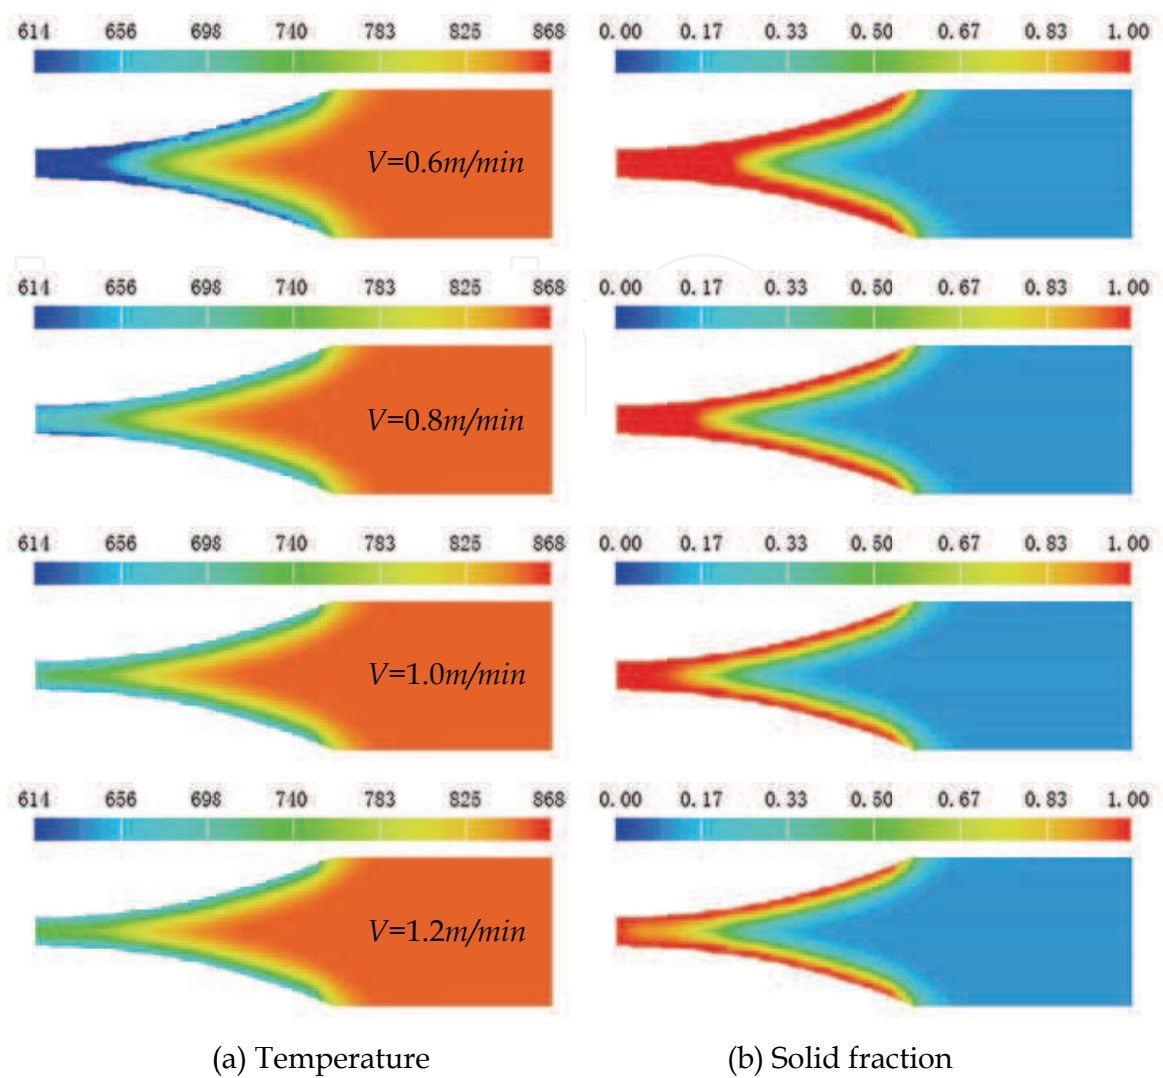 614 656 698 740 783 825 868 0.00 0.17 0.33 0.50 0.67 0.83 1.00
V=0.6m/min
614 656 698 740 783 825 868 0.00 0.17 0.33 0.50 0.67 0.83 1.00
V=0.8m/min
614 656 698 740 783 825 868 0.00 0.17 0.33 0.50 0.67 0.83 1.00
V=1.0m/min
614 656 698 740 783 825 868 0.00 0.17 0.33 0.50 0.67 0.83 1.00
V=1.2m/min
(a) Temperature (b) Solid fraction